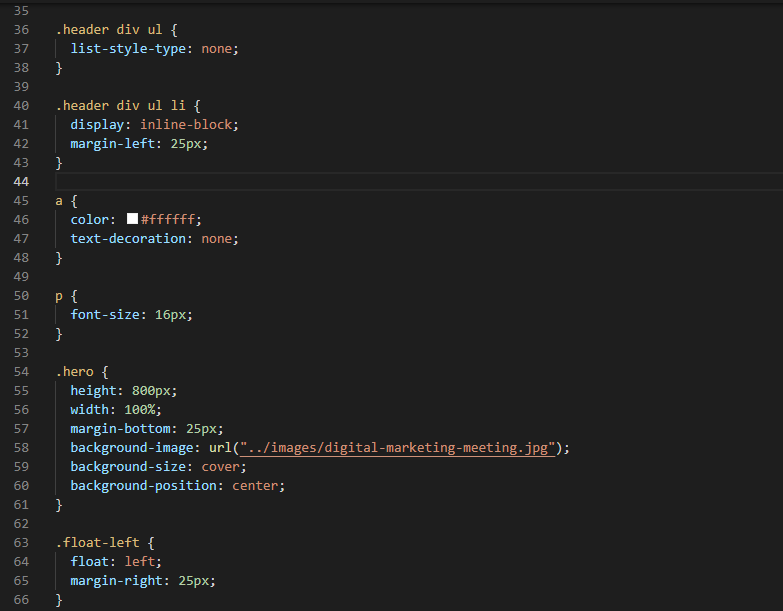 35
36 .header div ul {
37   list-style-type: none;
38 }
39
40 .header div ul li {
41   display: inline-block;
42   margin-left: 25px;
43 }
44
45 a {
46   color: #ffffff;
47   text-decoration: none;
48 }
49
50 p {
51   font-size: 16px;
52 }
53
54 .hero {
55   height: 800px;
56   width: 100%;
57   margin-bottom: 25px;
58   background-image: url("../images/digital-marketing-meeting.jpg");
59   background-size: cover;
60   background-position: center;
61 }
62
63 .float-left {
64   float: left;
65   margin-right: 25px;
66 }